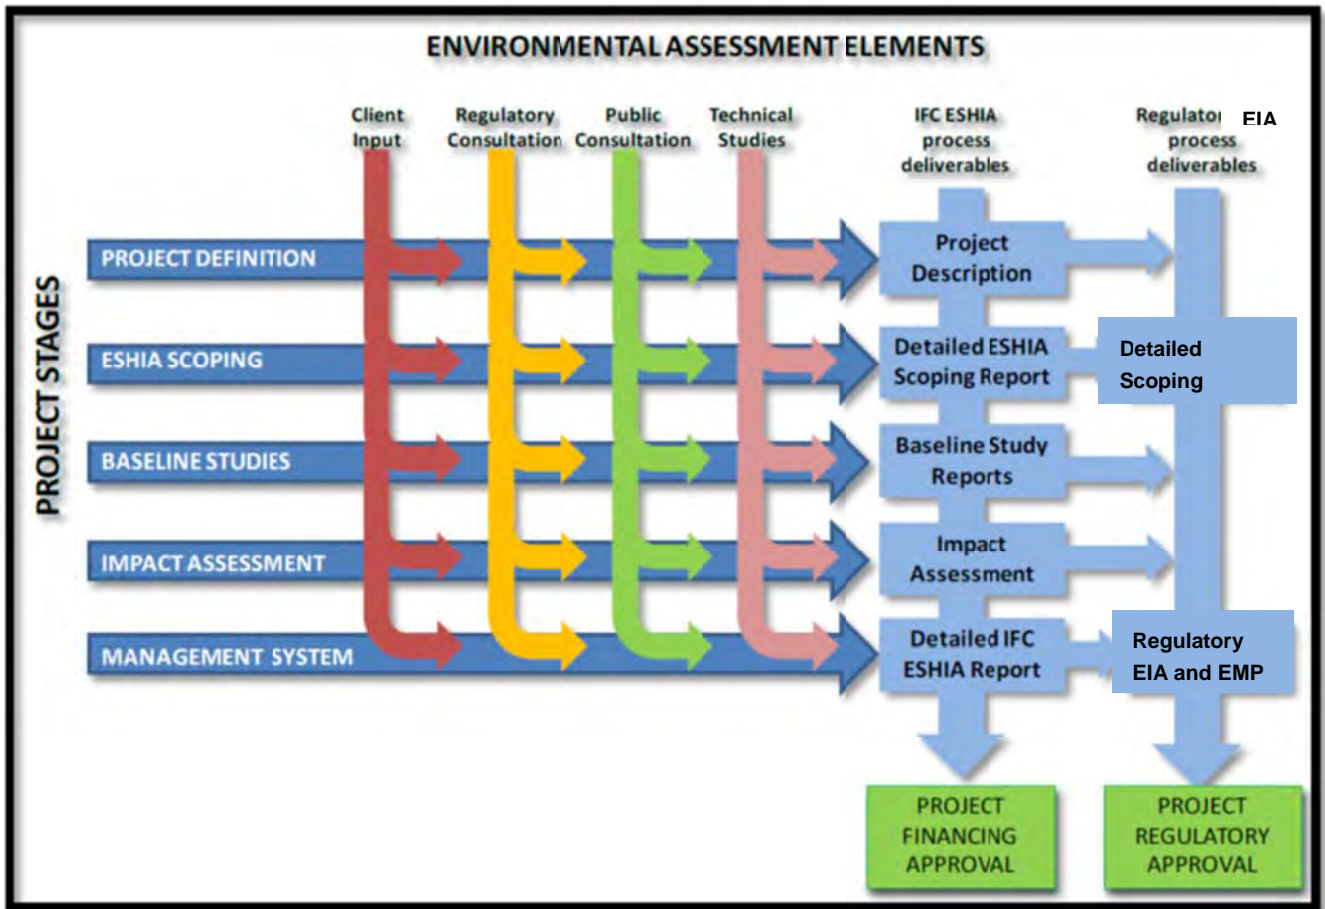 ENVIRONMENTAL ASSESSMENT ELEMENTS
Client
Input
Regulatory
Consultation
Public
Consultation
Technical
Studies
IFC ESHIA
process
deliverables
EIA
process
deliverables
PROJECT STAGES
PROJECT DEFINITION
Project
Description
ESHIA SCOPING
Detailed ESHIA
Scoping Report
Detailed
Scoping
BASELINE STUDIES
Baseline Study
Reports
IMPACT ASSESSMENT
Impact
Assessment
MANAGEMENT SYSTEM
Detailed IFC
ESHIA Report
Regulatory
EIA and EMP
PROJECT
FINANCING
APPROVAL
PROJECT
REGULATORY
APPROVAL